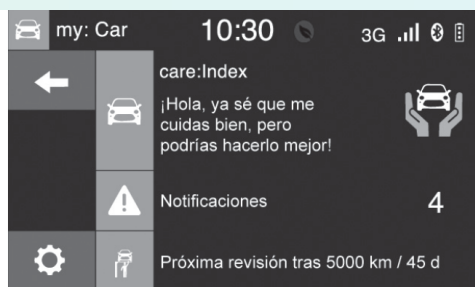 my: Car 10:30 3G
care:Index
¡Hola, ya sé que me
cuidas bien, pero
podrías hacerlo mejor!
Notificaciones 4
Próxima revisión tras 5000 km / 45 d